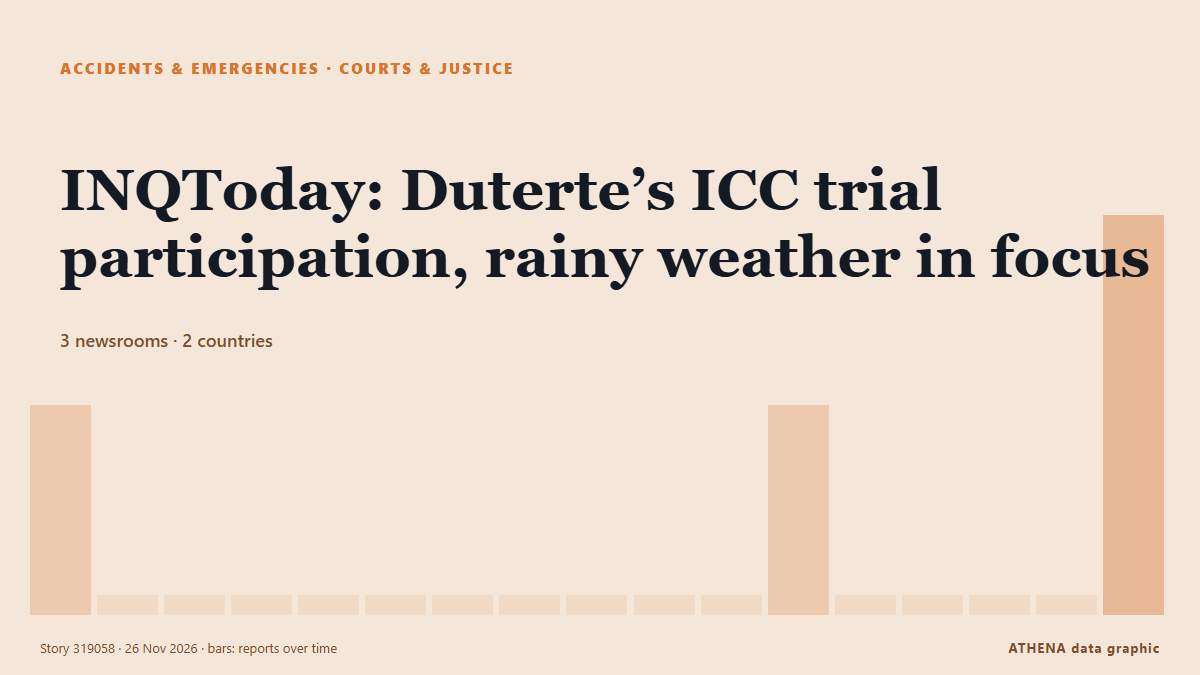 ACCIDENTS & EMERGENCIES · COURTS & JUSTICE
INQToday: Duterte’s ICC trial
participation, rainy weather in focus
3 newsrooms · 2 countries
Story 319058 · 26 Nov 2026 · bars: reports over time
ATHENA data graphic